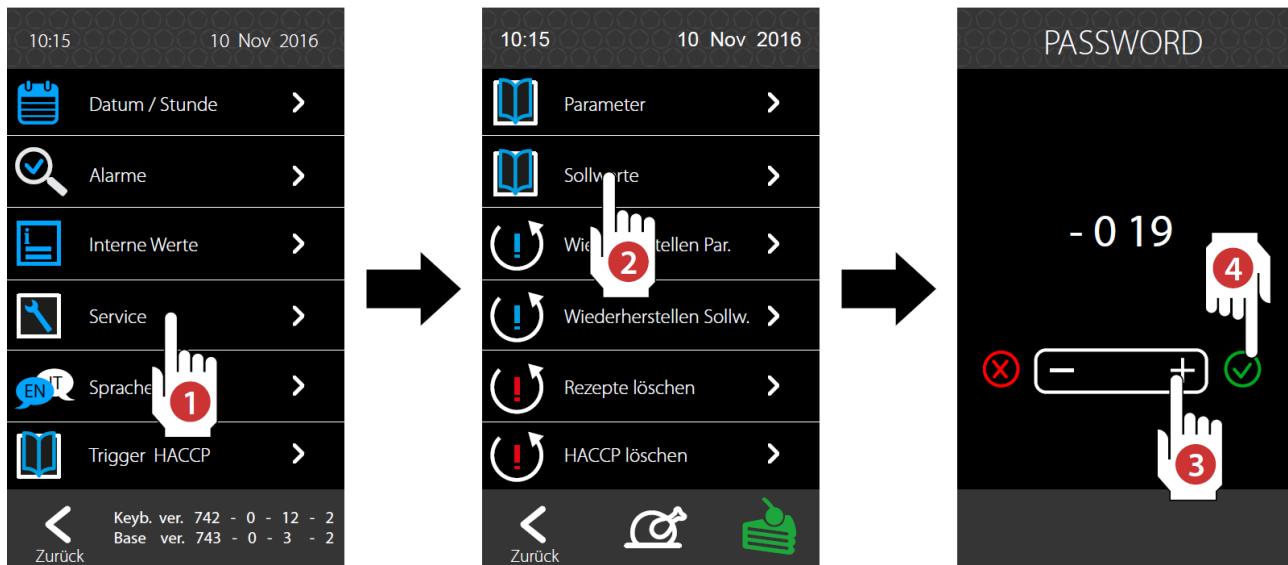 10:15 10 Nov 2016
Datum / Stunde
Alarme
Interne Werte
Service
EN IT Sprache
1
Trigger HACCP
Zurück
Keyb. ver. 742 - 0 - 12 - 2
Base ver. 743 - 0 - 3 - 2
10:15 10 Nov 2016
Parameter
Sollwerte
tellen Par.
2
Wiederherstellen Sollw.
Rezepte löschen
HACCP löschen
Zurück
PASSWORD
- 0 19
4
3